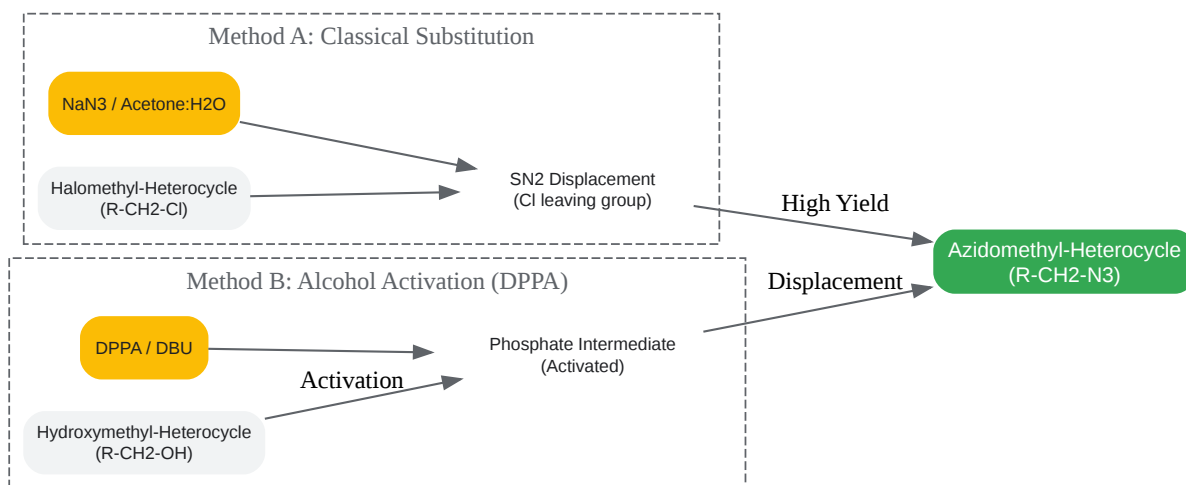 Method A: Classical Substitution
NaN3 / Acetone:H2O
Halomethyl-Heterocycle
(R-CH2-Cl)
SN2 Displacement
(Cl leaving group)
High Yield
Azidomethyl-Heterocycle
(R-CH2-N3)
Method B: Alcohol Activation (DPPA)
Displacement
DPPA / DBU
Phosphate Intermediate
(Activated)
Activation
Hydroxymethyl-Heterocycle
(R-CH2-OH)